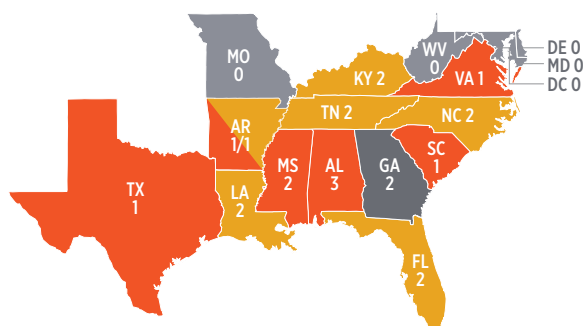 MO
0
WV
0
DE 0
MD 0
DC 0
KY 2
VA 1
TN 2
NC 2
AR
1/1
MS
2
AL
3
GA
2
SC
1
TX
1
LA
2
FL
2